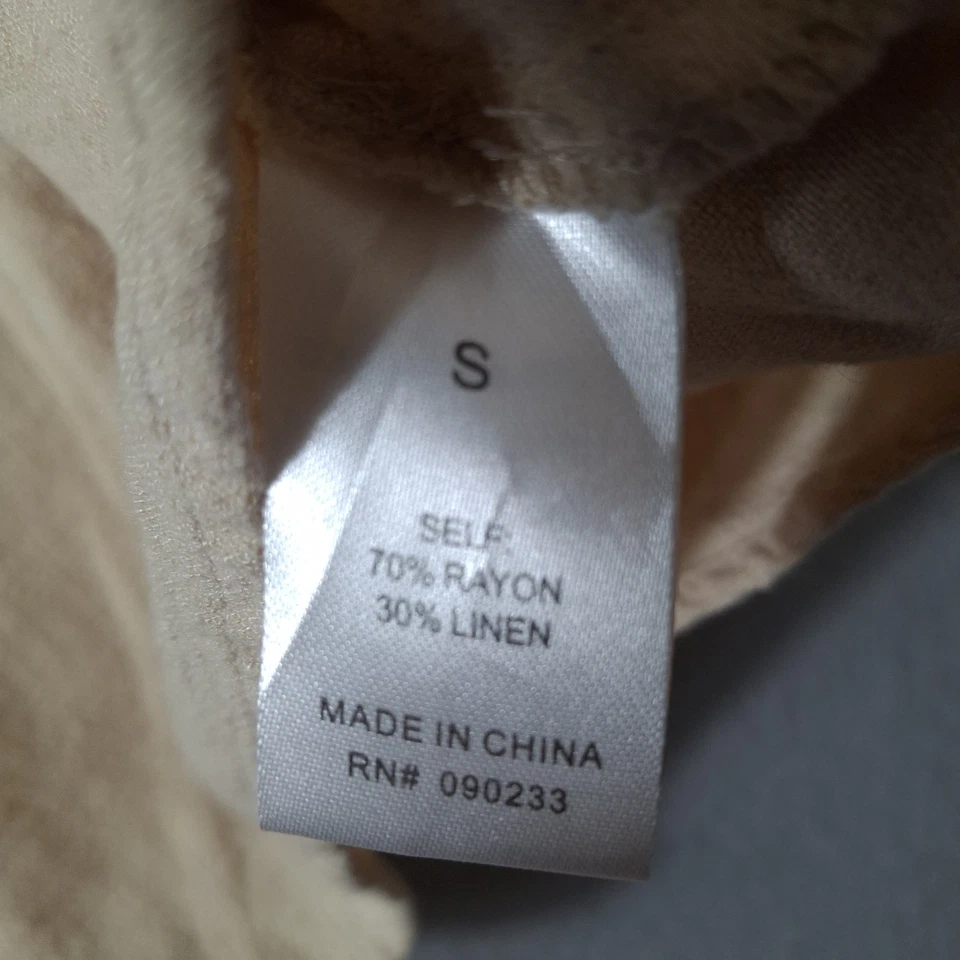 S
SELF:
70% RAYON
30% LINEN
MADE IN CHINA
RN# 090233